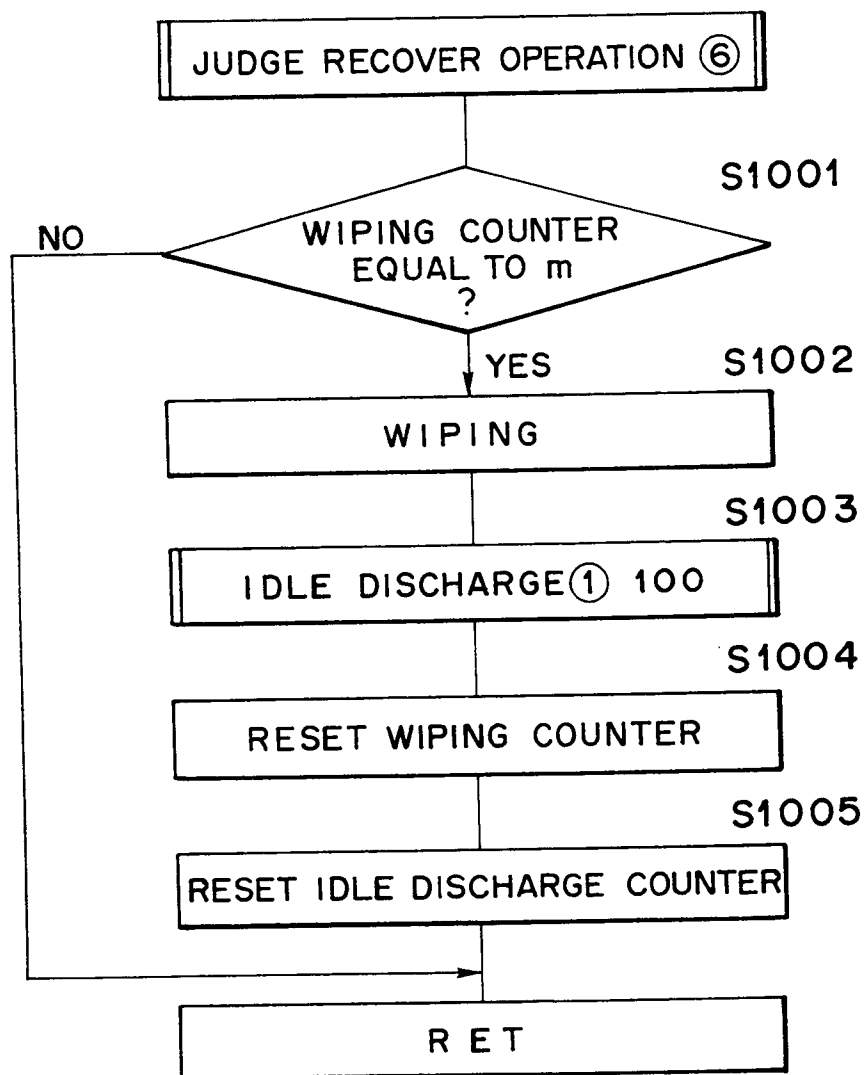 JUDGE RECOVER OPERATION ⑥
S1001
NO
WIPING COUNTER
EQUAL TO m
?
YES
S1002
WIPING
S1003
IDLE DISCHARGE① 100
S1004
RESET WIPING COUNTER
S1005
RESET IDLE DISCHARGE COUNTER
RET